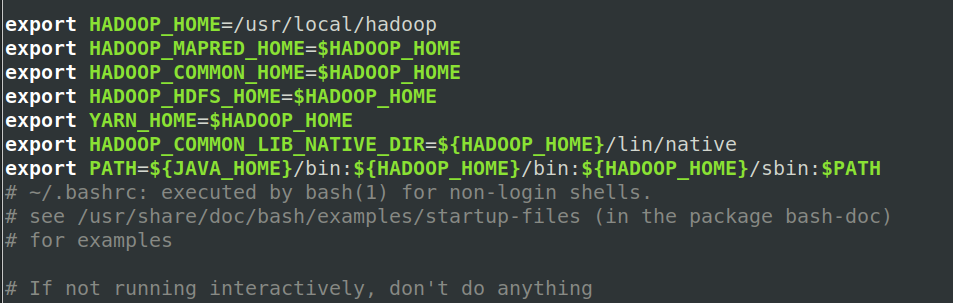 export HADOOP_HOME=/usr/local/hadoop
export HADOOP_MAPRED_HOME=$HADOOP_HOME
export HADOOP_COMMON_HOME=$HADOOP_HOME
export HADOOP_HDFS_HOME=$HADOOP_HOME
export YARN_HOME=$HADOOP_HOME
export HADOOP_COMMON_LIB_NATIVE_DIR=${HADOOP_HOME}/lin/native
export PATH=${JAVA_HOME}/bin:${HADOOP_HOME}/bin:${HADOOP_HOME}/sbin:$PATH
# ~/.bashrc: executed by bash(1) for non-login shells.
# see /usr/share/doc/bash/examples/startup-files (in the package bash-doc)
# for examples
# If not running interactively, don't do anything